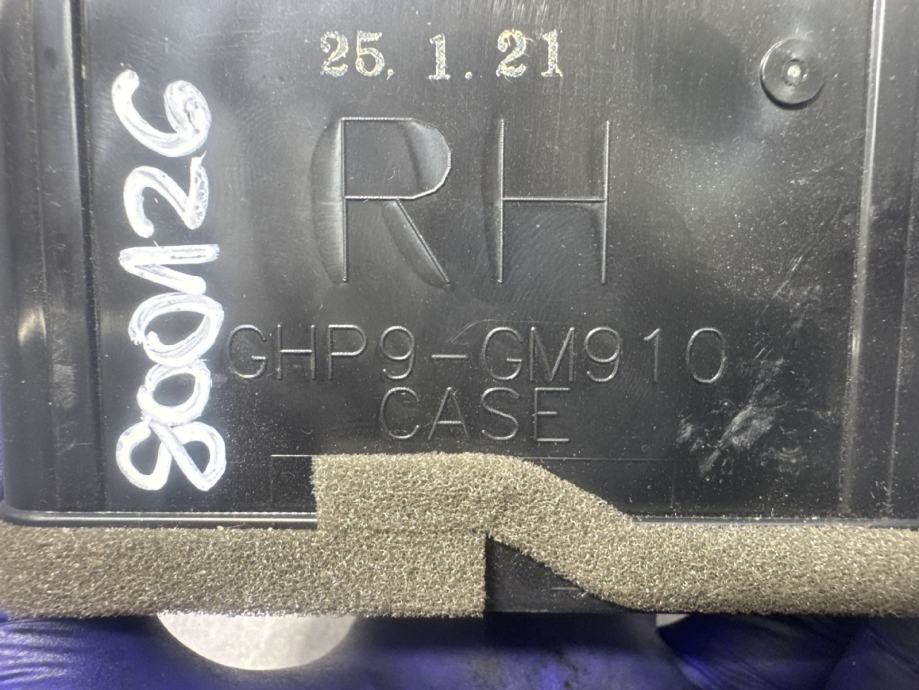 25.1.21
RH
GHP9-GM910
CASE
800126